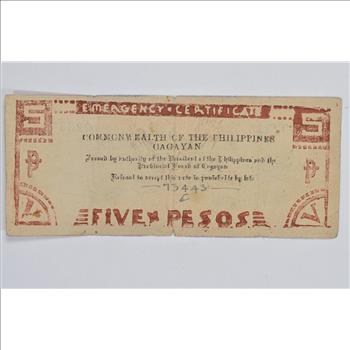 EMERGENCY·CERTIFICATE
5 5
COMMONWEALTH OF THE PHILIPPINES
CAGAYAN
Issued by authority of the President of the Philippines and the
Provincial Board of Cagayan
Refusal to accept this note is punishable by law
P P
73443
V V
FIVE PESOS